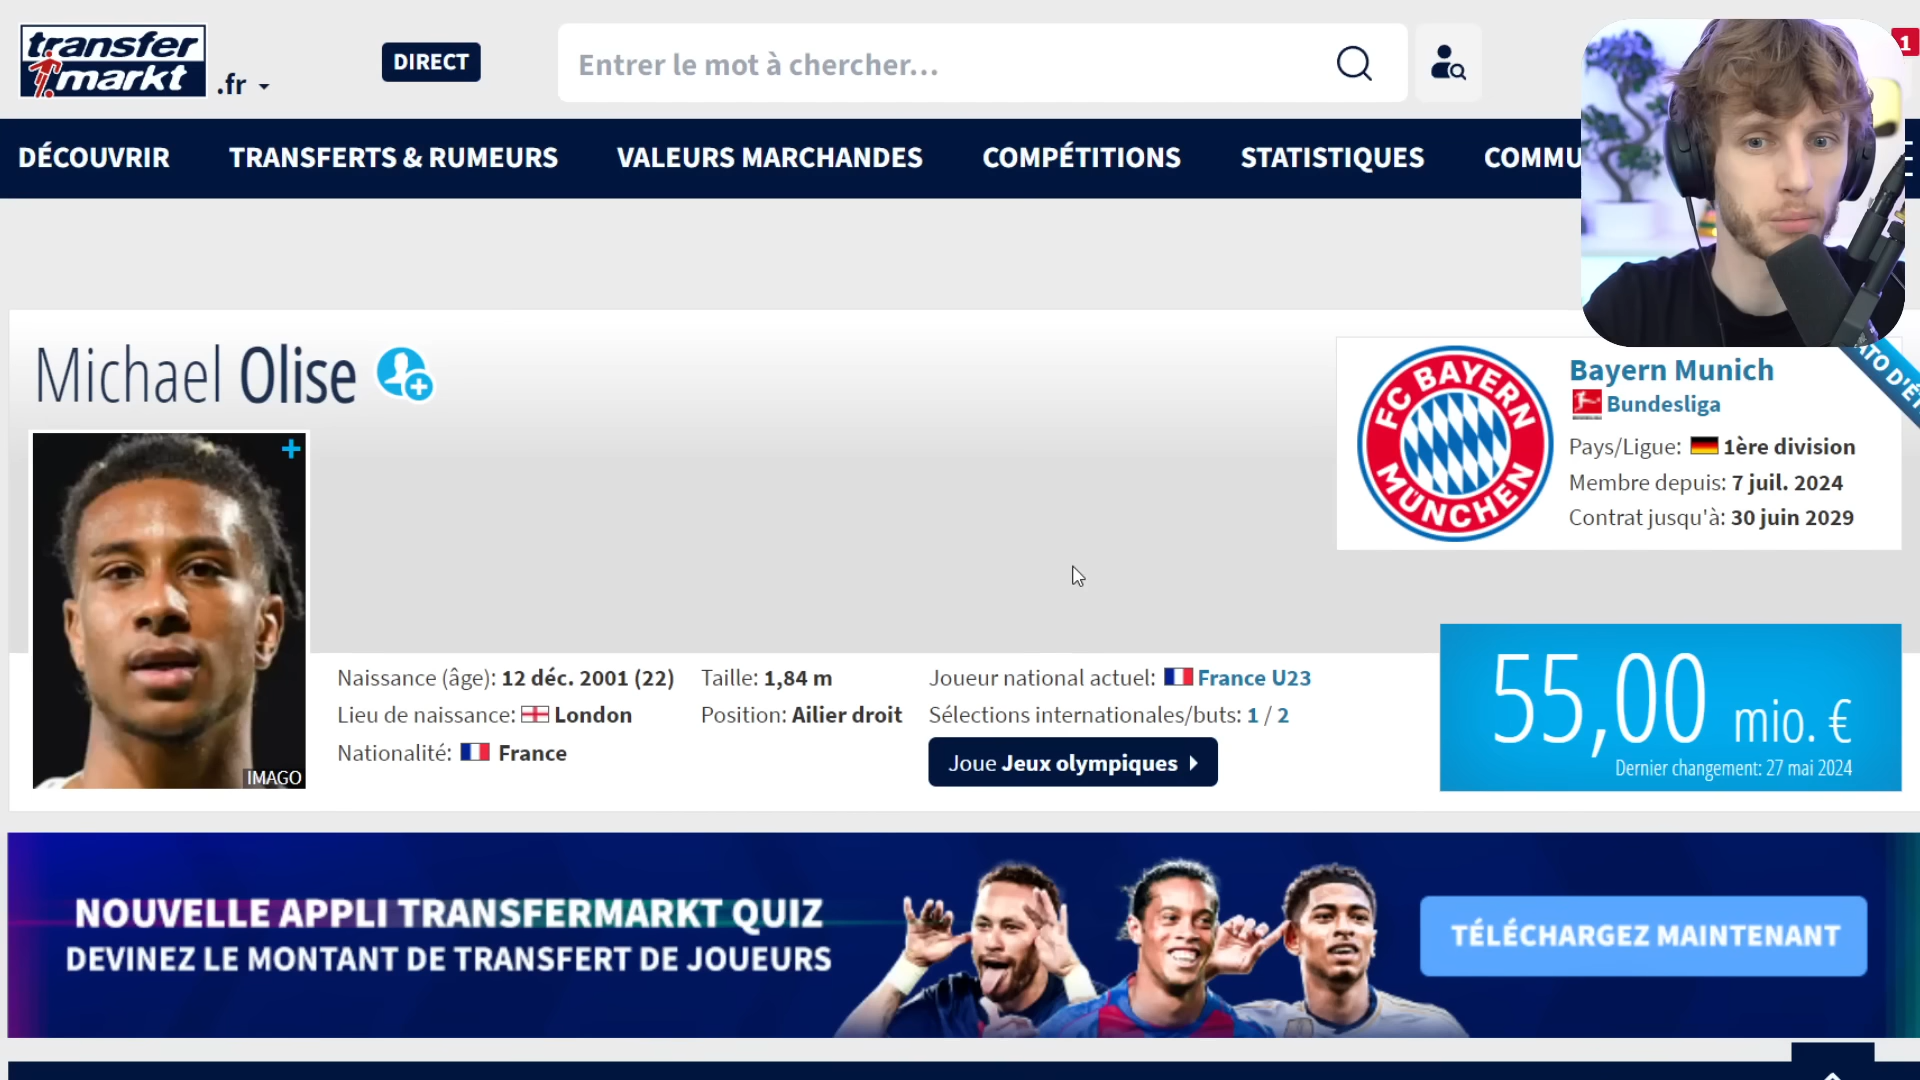 transfer
markt
.fr
DIRECT
Entrer le mot à chercher...
1
DÉCOUVRIR
TRANSFERTS & RUMEURS
VALEURS MARCHANDES
COMPÉTITIONS
STATISTIQUES
COMMU
Michael Olise
FC BAYERN
MÜNCHEN
Bayern Munich
Bundesliga
Pays/Ligue: 1ère division
Membre depuis: 7 juil. 2024
Contrat jusqu'à: 30 juin 2029
IMAGO
Naissance (âge): 12 déc. 2001 (22)
Lieu de naissance: London
Nationalité: France
Taille: 1,84 m
Position: Ailier droit
Joueur national actuel: France U23
Sélections internationales/buts: 1 / 2
Joue Jeux olympiques
55,00 mio. €
Dernier changement: 27 mai 2024
NOUVELLE APPLI TRANSFERMARKT QUIZ
DEVINEZ LE MONTANT DE TRANSFERT DE JOUEURS
TÉLÉCHARGEZ MAINTENANT